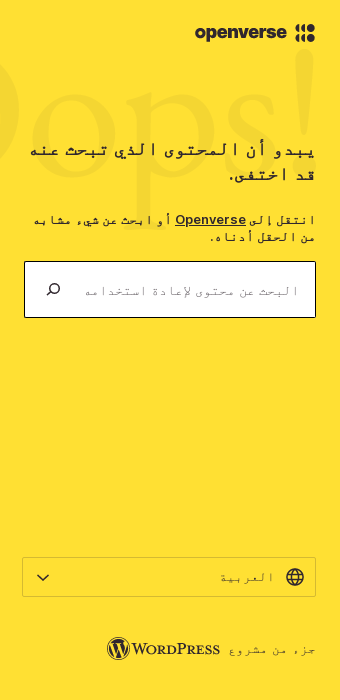 openverse
Oops!
يبدو أن المحتوى الذي تبحث عنه
قد اختفى.
انتقل إلى Openverse أو ابحث عن شيء مشابه
من الحقل أدناه.
البحث عن محتوى لإعادة استخدامه
العربية
جزء من مشروع WORDPRESS